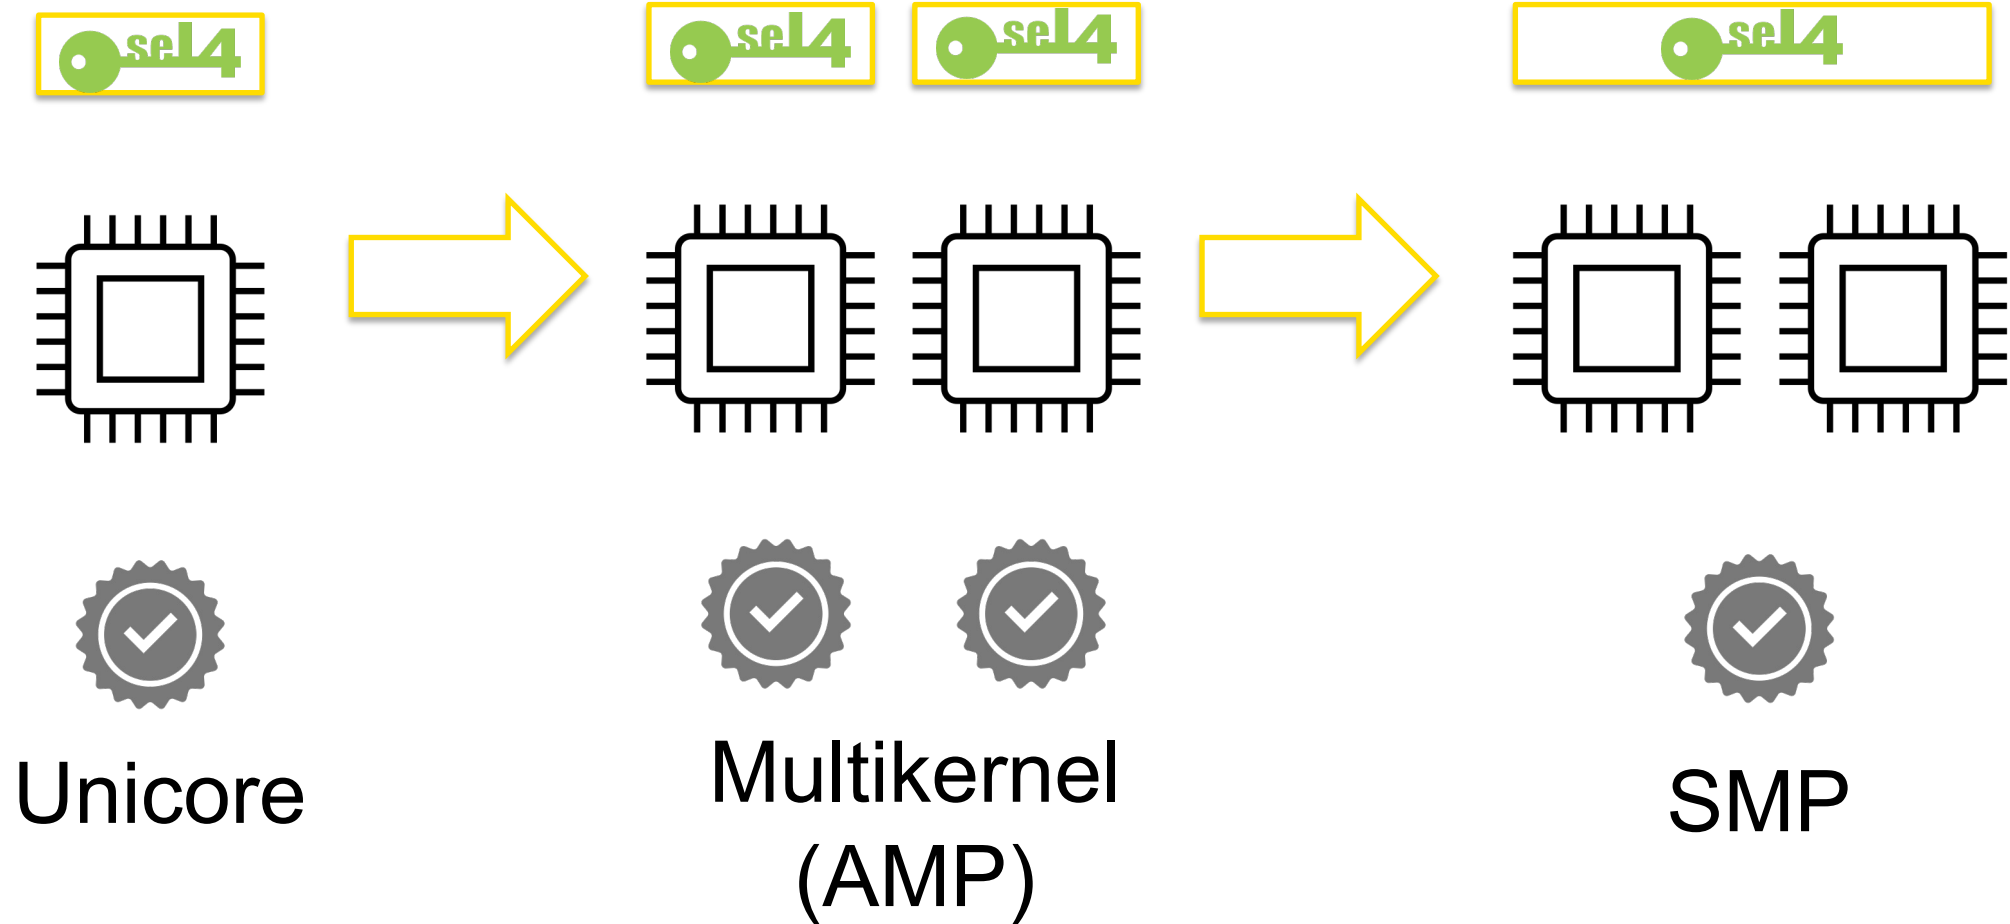 seL4
seL4 seL4
seL4
Unicore
Multikernel
(AMP)
SMP